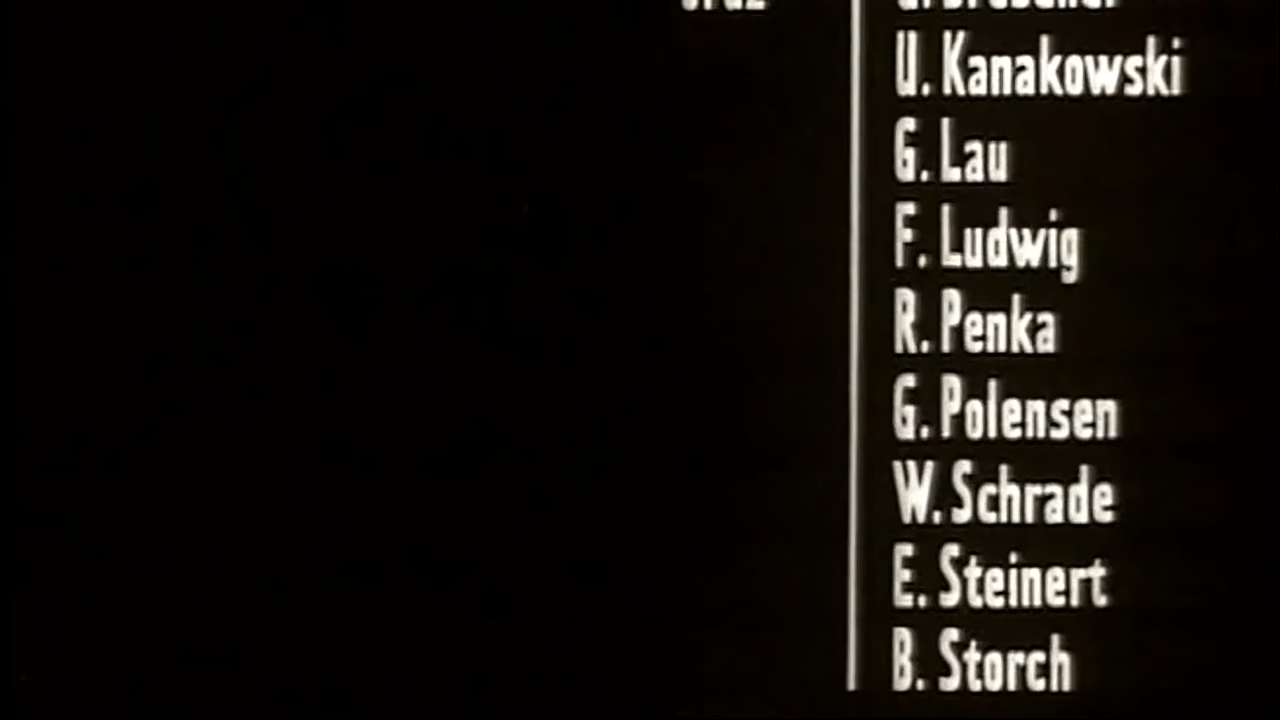 U. Kanakowski
G. Lau
F. Ludwig
R. Penka
G. Polensen
W. Schrade
E. Steinert
B. Storch